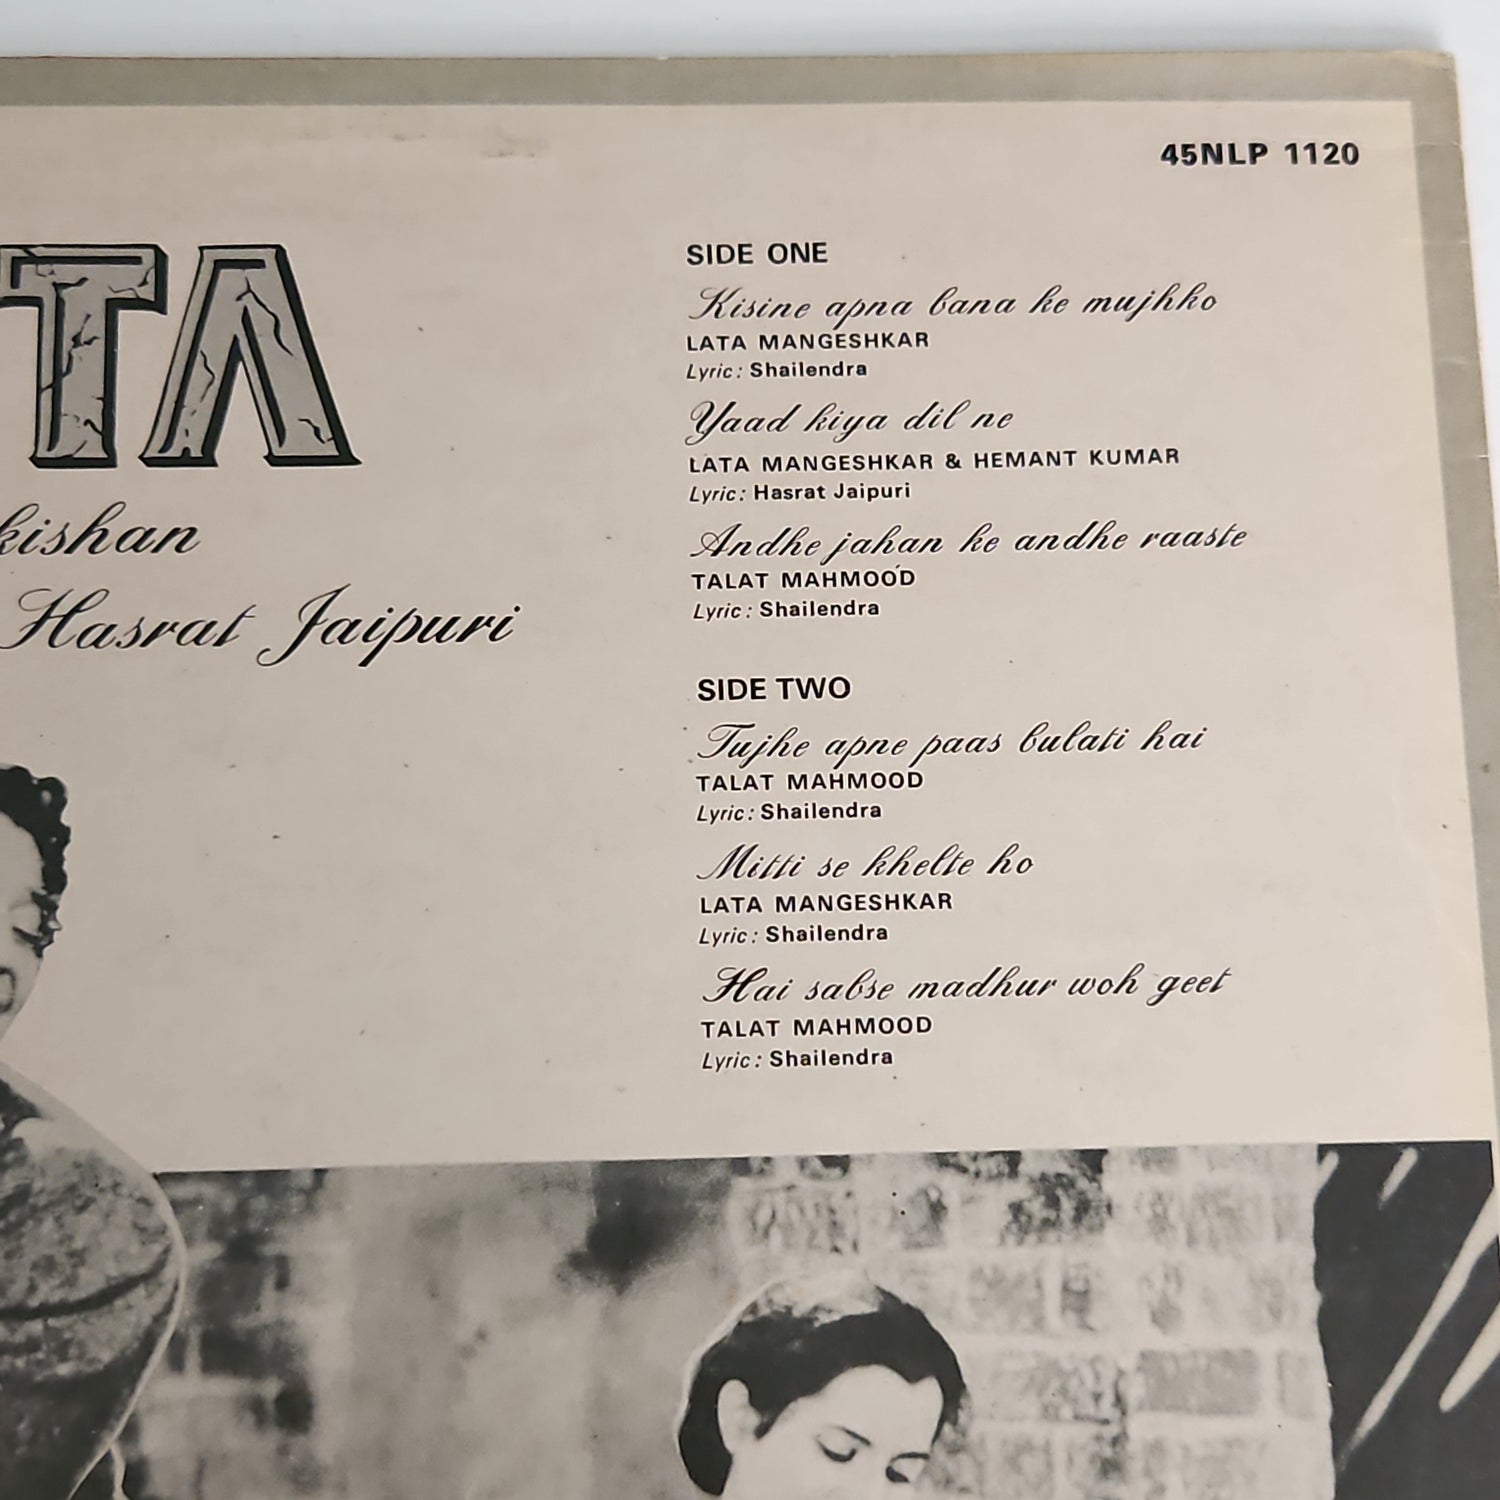 TA
kishan
Hasrat Jaipuri
45NLP 1120
SIDE ONE
Kisine apna bana ke mujhko
LATA MANGESHKAR
Lyric: Shailendra
Yaad kiya dil ne
LATA MANGESHKAR & HEMANT KUMAR
Lyric: Hasrat Jaipuri
Andhe jahan ke andhe raaste
TALAT MAHMOOD
Lyric: Shailendra
SIDE TWO
Tujhe apne paas bulati hai
TALAT MAHMOOD
Lyric: Shailendra
Mitti se khelte ho
LATA MANGESHKAR
Lyric: Shailendra
Hai sabse madhur woh geet
TALAT MAHMOOD
Lyric: Shailendra